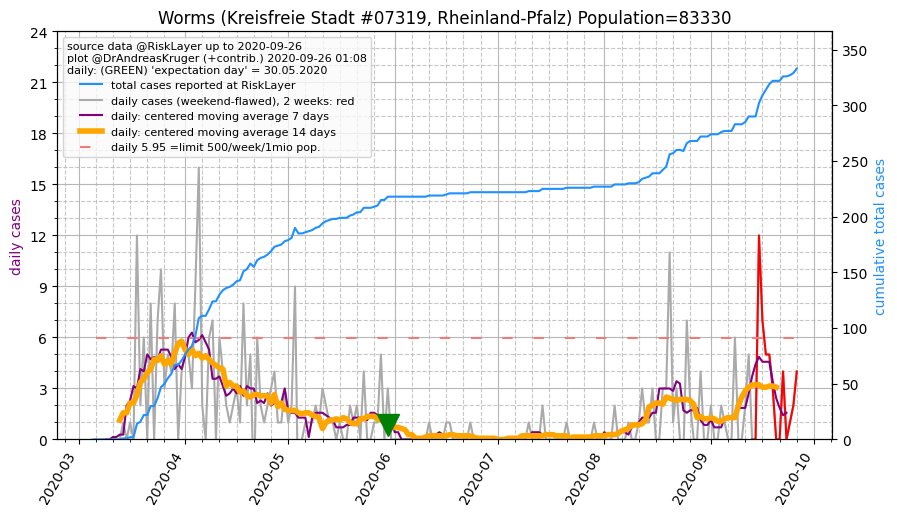 Worms (Kreisfreie Stadt #07319, Rheinland-Pfalz) Population=83330
source data @RiskLayer up to 2020-09-26
plot @DrAndreasKruger (+contrib.) 2020-09-26 01:08
daily: (GREEN) 'expectation day' = 30.05.2020
total cases reported at RiskLayer
daily cases (weekend-flawed), 2 weeks: red
daily: centered moving average 7 days
daily: centered moving average 14 days
daily 5.95 =limit 500/week/1mio pop.
daily cases
24
21
18
15
12
9
6
3
0
cumulative total cases
350
300
250
200
150
100
50
0
2020-03
2020-04
2020-05
2020-06
2020-07
2020-08
2020-09
2020-10